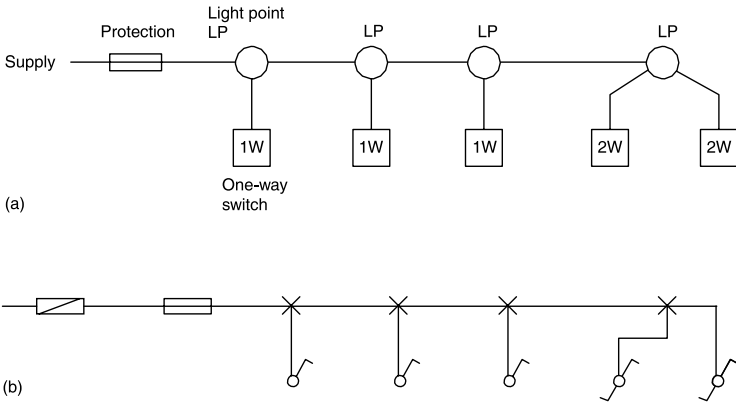 Light point
Protection LP LP LP LP
Supply
1W 1W 1W 2W 2W
One-way
switch
(a)
(b)